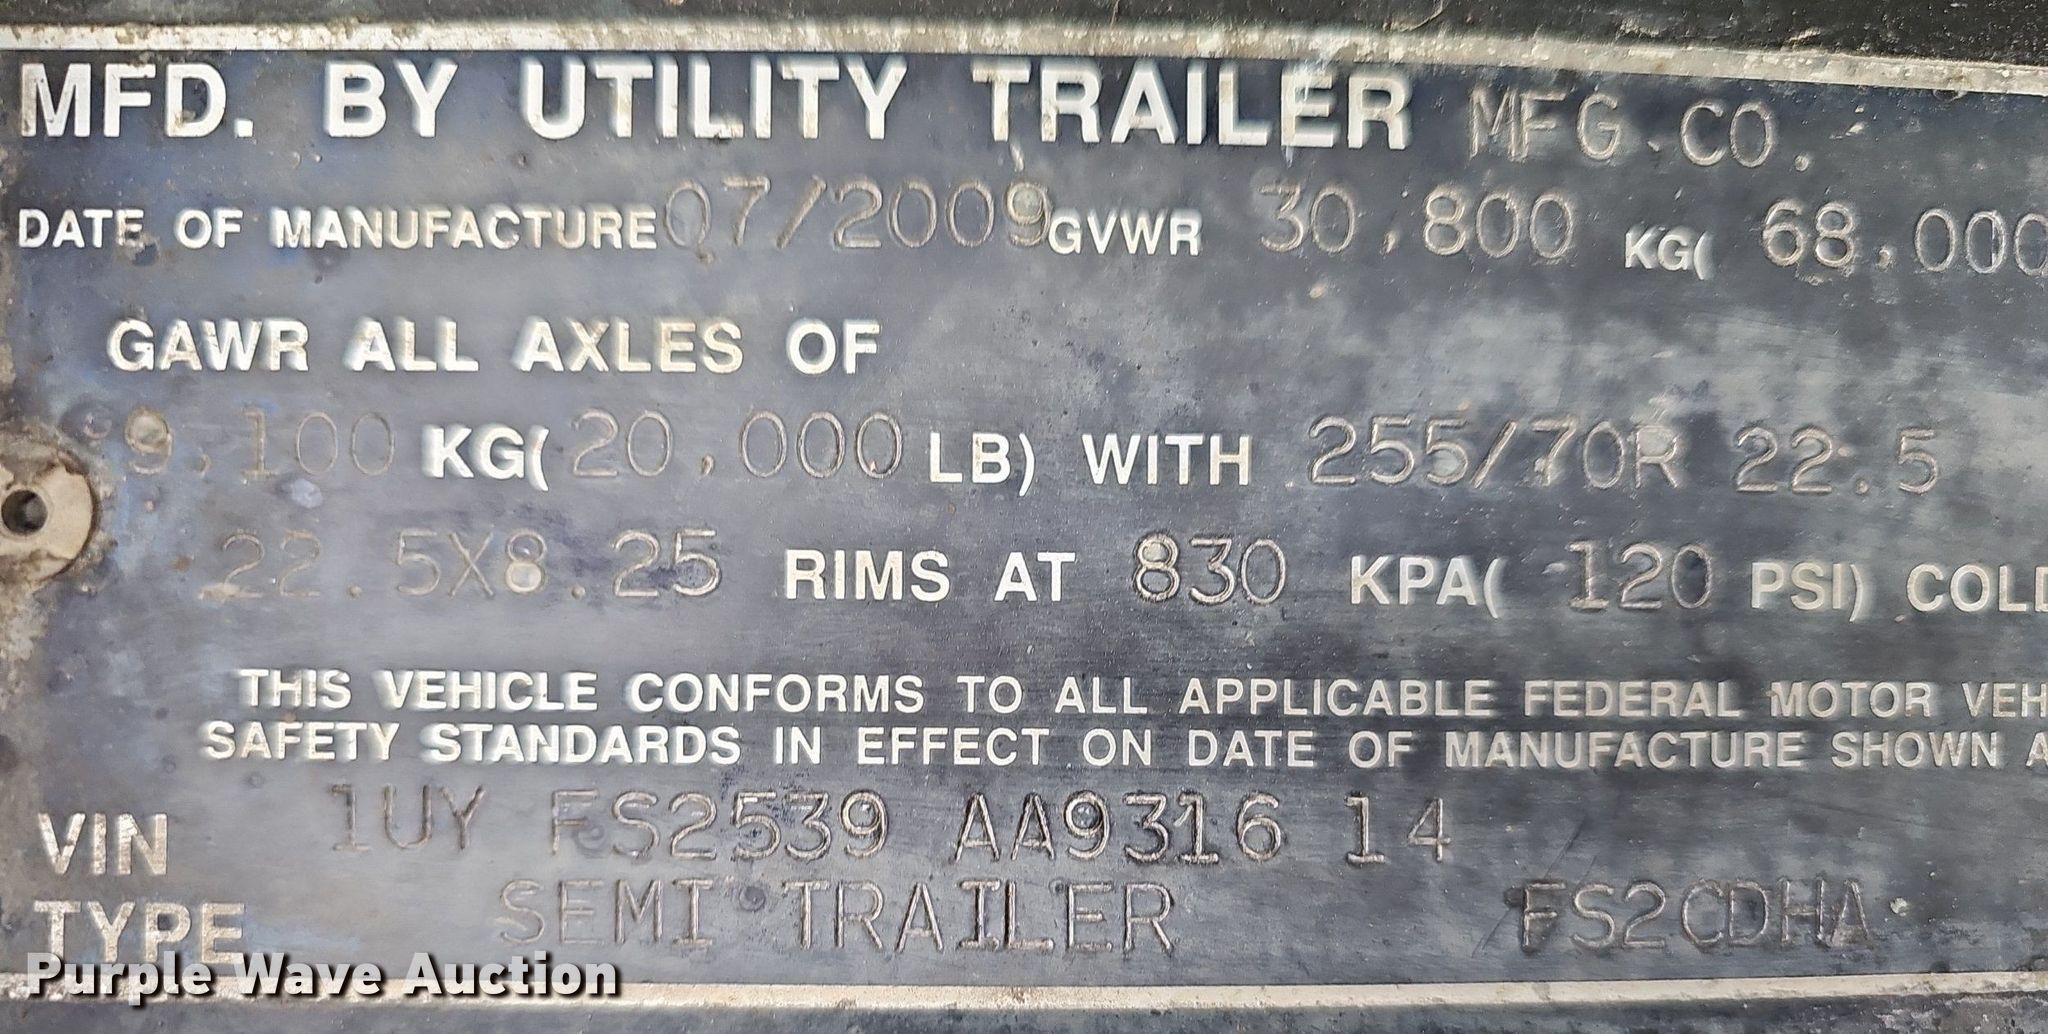 MFD. BY UTILITY TRAILER MFG CO.
DATE OF MANUFACTURE 07/2009 GVWR 30,800 KG( 68,000
GAWR ALL AXLES OF
9,100 KG( 20,000 LB) WITH 255/70R 22.5
22.5X8.25 RIMS AT 830 KPA( 120 PSI) COLD
THIS VEHICLE CONFORMS TO ALL APPLICABLE FEDERAL MOTOR VEH
SAFETY STANDARDS IN EFFECT ON DATE OF MANUFACTURE SHOWN A
VIN 1UY FS2539 AA9316 14
TYPE SEMI TRAILER FS2CDHA
Purple Wave Auction